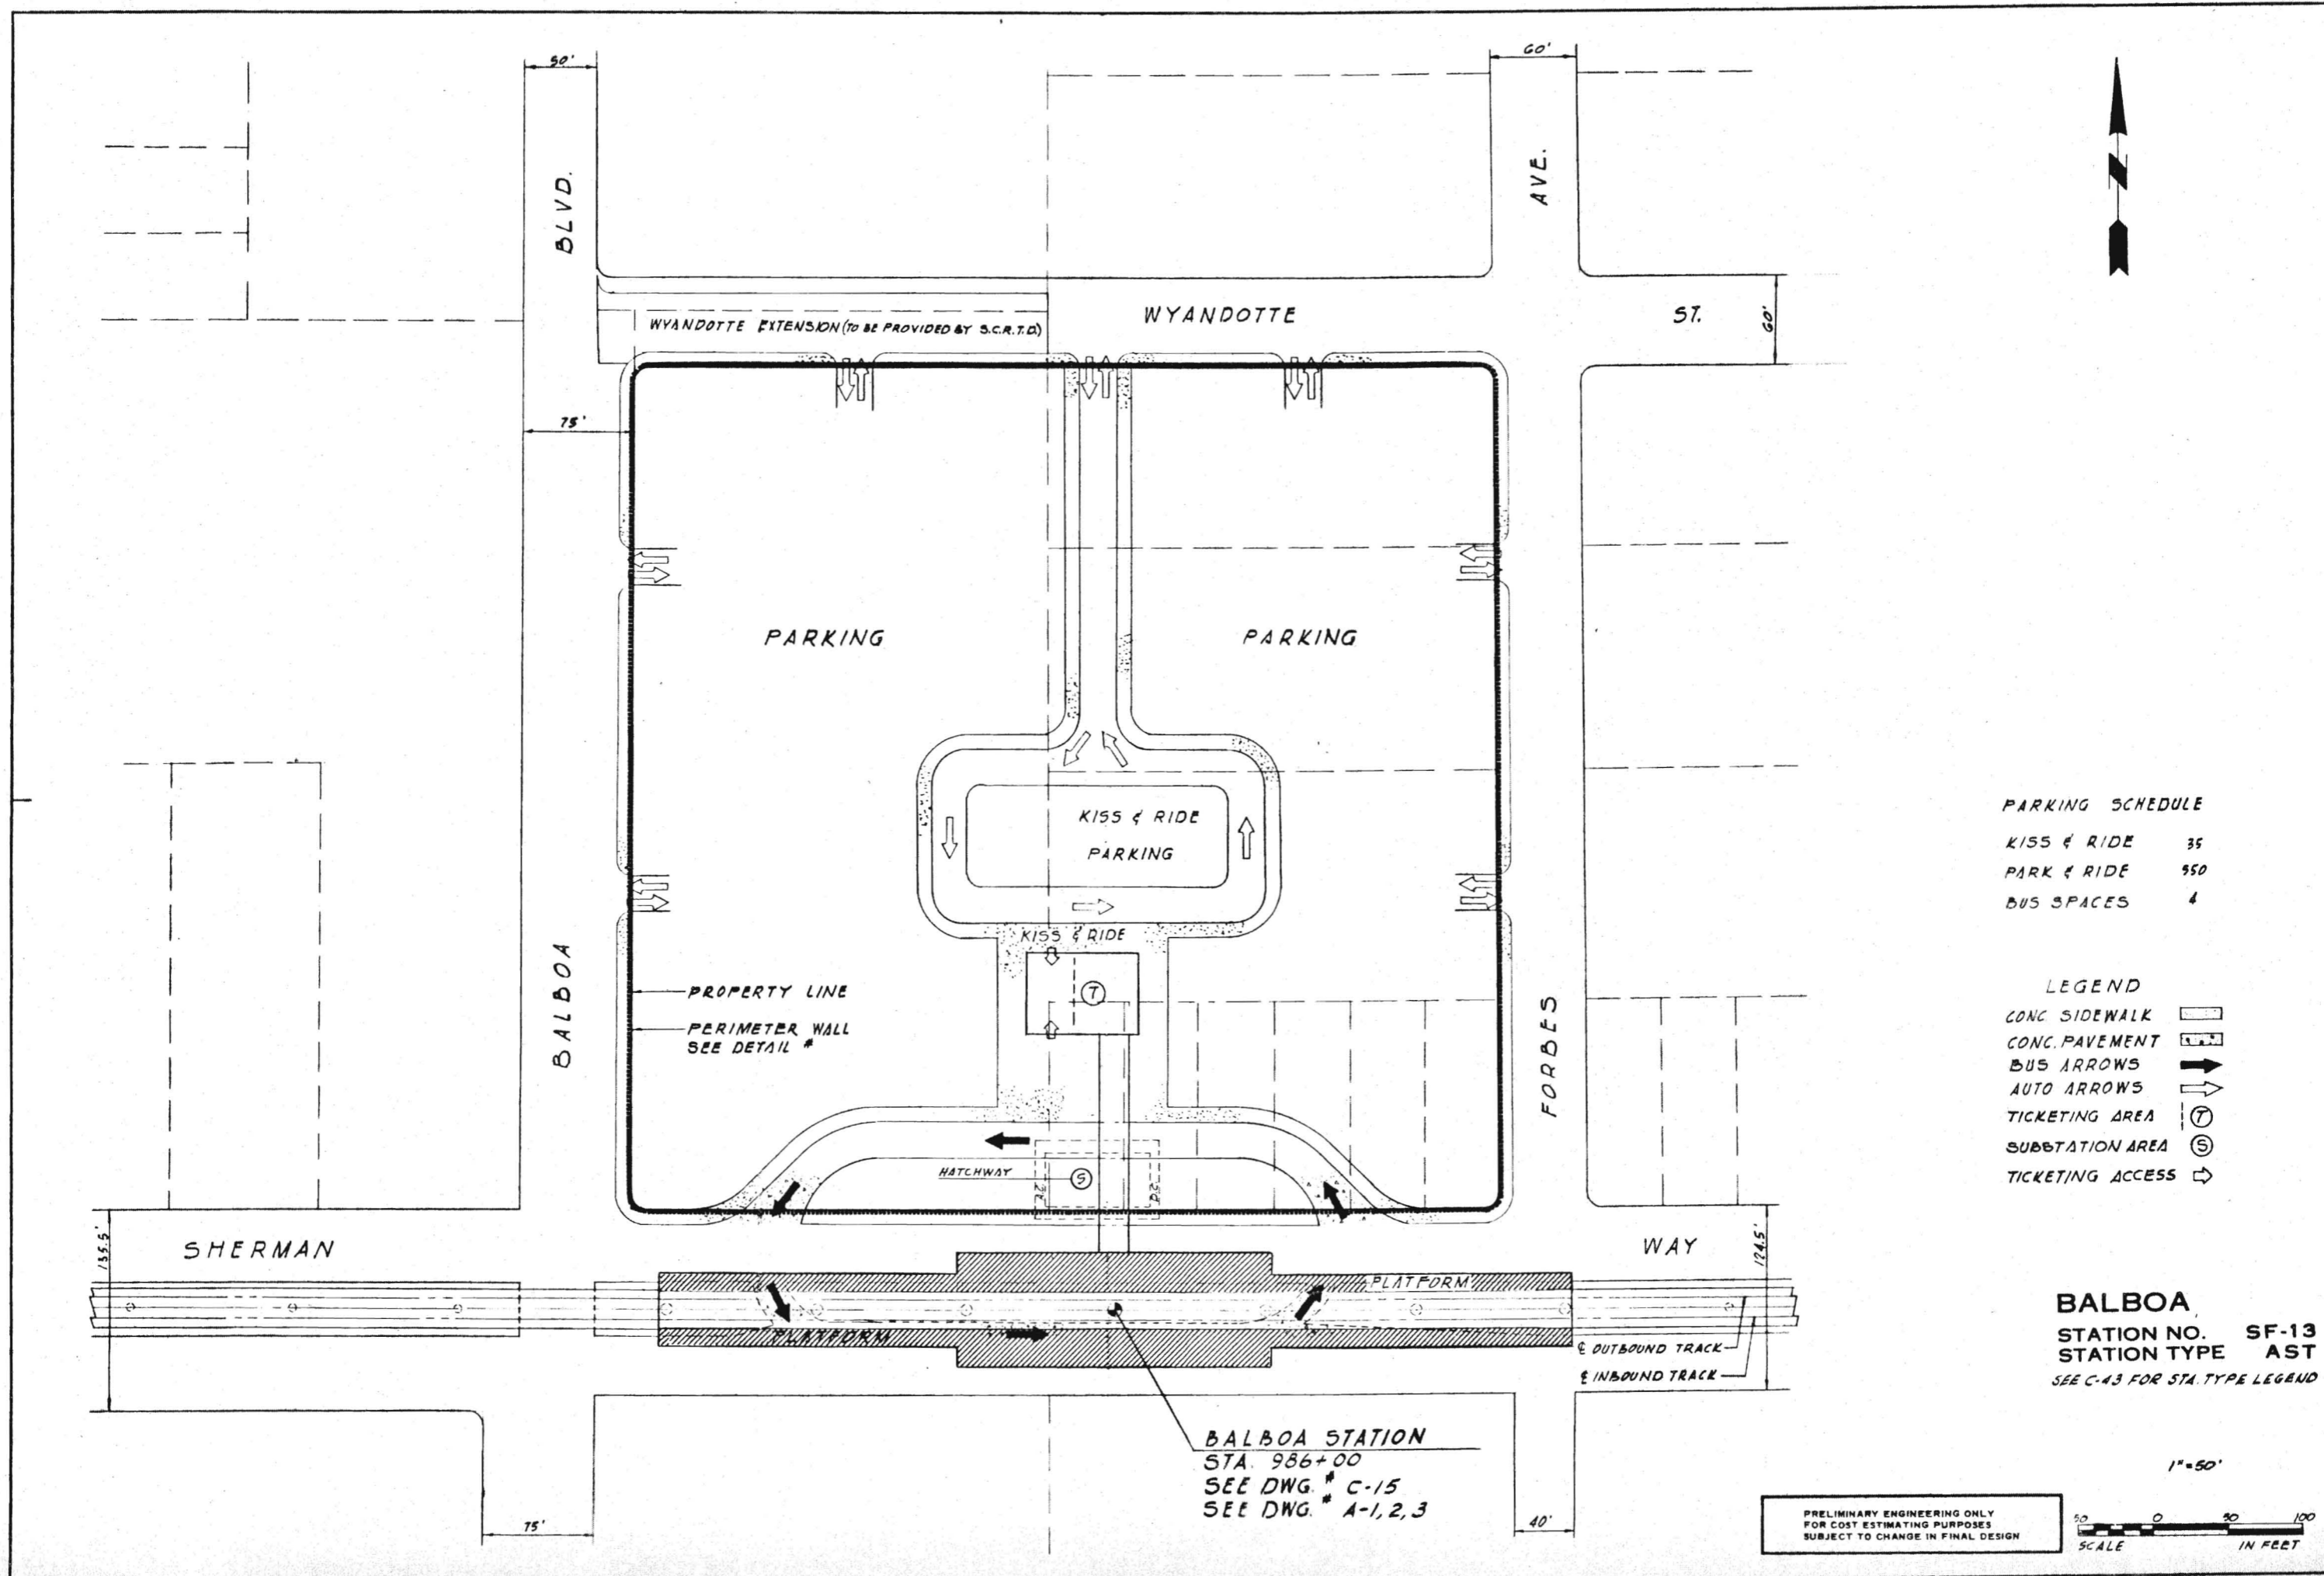 50'
60'
BLVD.
AVE.
WYANDOTTE EXTENSION (TO BE PROVIDED BY S.C.R.T.D.)
WYANDOTTE
ST.
60'
75'
PARKING
PARKING
KISS & RIDE
PARKING
KISS & RIDE
T
PROPERTY LINE
PERIMETER WALL
SEE DETAIL #
BALBOA
FORBES
HATCHWAY
S
SHERMAN
WAY
135.5'
124.5'
PLATFORM
PLATFORM
℄ OUTBOUND TRACK
℄ INBOUND TRACK
BALBOA STATION
STA. 986+00
SEE DWG. # C-15
SEE DWG. # A-1,2,3
75'
40'
N
PARKING SCHEDULE
KISS & RIDE 35
PARK & RIDE 550
BUS SPACES 4
LEGEND
CONC SIDEWALK
CONC. PAVEMENT
BUS ARROWS
AUTO ARROWS
TICKETING AREA T
SUBSTATION AREA S
TICKETING ACCESS
BALBOA
STATION NO. SF-13
STATION TYPE AST
SEE C-43 FOR STA. TYPE LEGEND
1"=50'
PRELIMINARY ENGINEERING ONLY
FOR COST ESTIMATING PURPOSES
SUBJECT TO CHANGE IN FINAL DESIGN
50 0 50 100
SCALE IN FEET